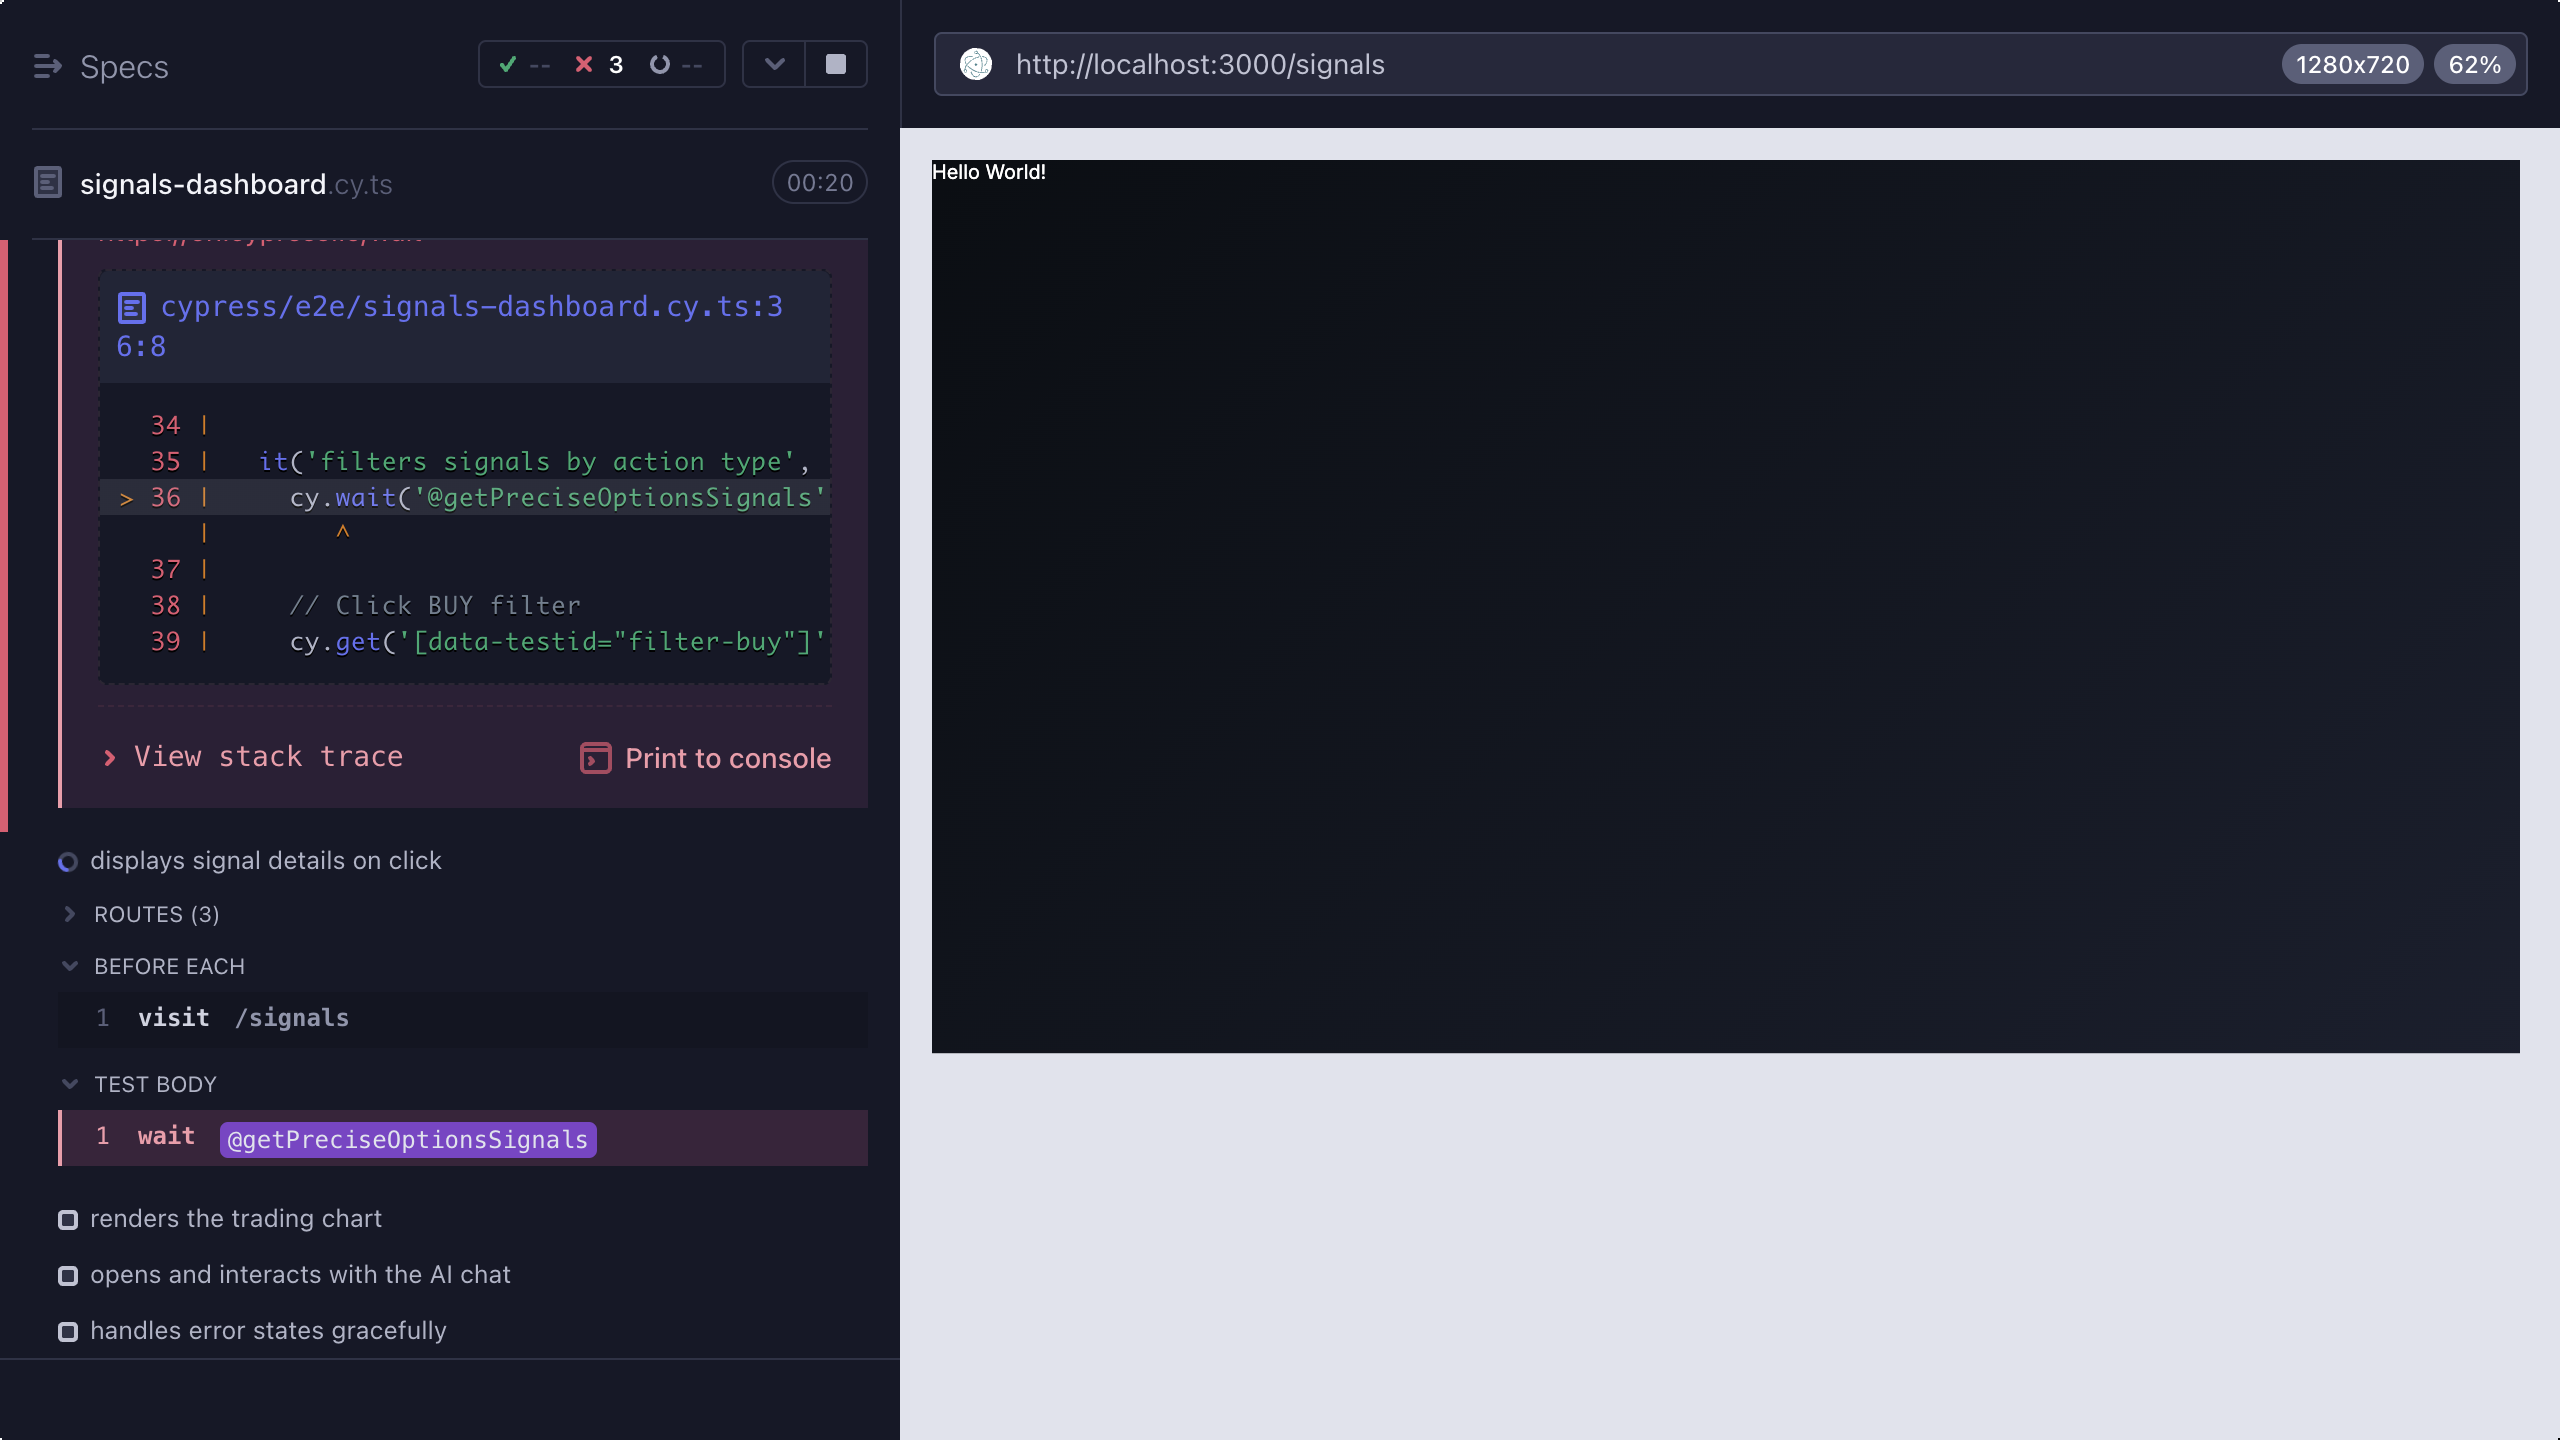 Specs
-- 3 --
signals-dashboard.cy.ts
00:20
cypress/e2e/signals-dashboard.cy.ts:3
6:8
34 |
35 | it('filters signals by action type',
> 36 | cy.wait('@getPreciseOptionsSignals'
| ^
37 |
38 | // Click BUY filter
39 | cy.get('[data-testid="filter-buy"]'
View stack trace
Print to console
displays signal details on click
ROUTES (3)
BEFORE EACH
1 visit /signals
TEST BODY
1 wait @getPreciseOptionsSignals
renders the trading chart
opens and interacts with the AI chat
handles error states gracefully
http://localhost:3000/signals
1280x720
62%
Hello World!